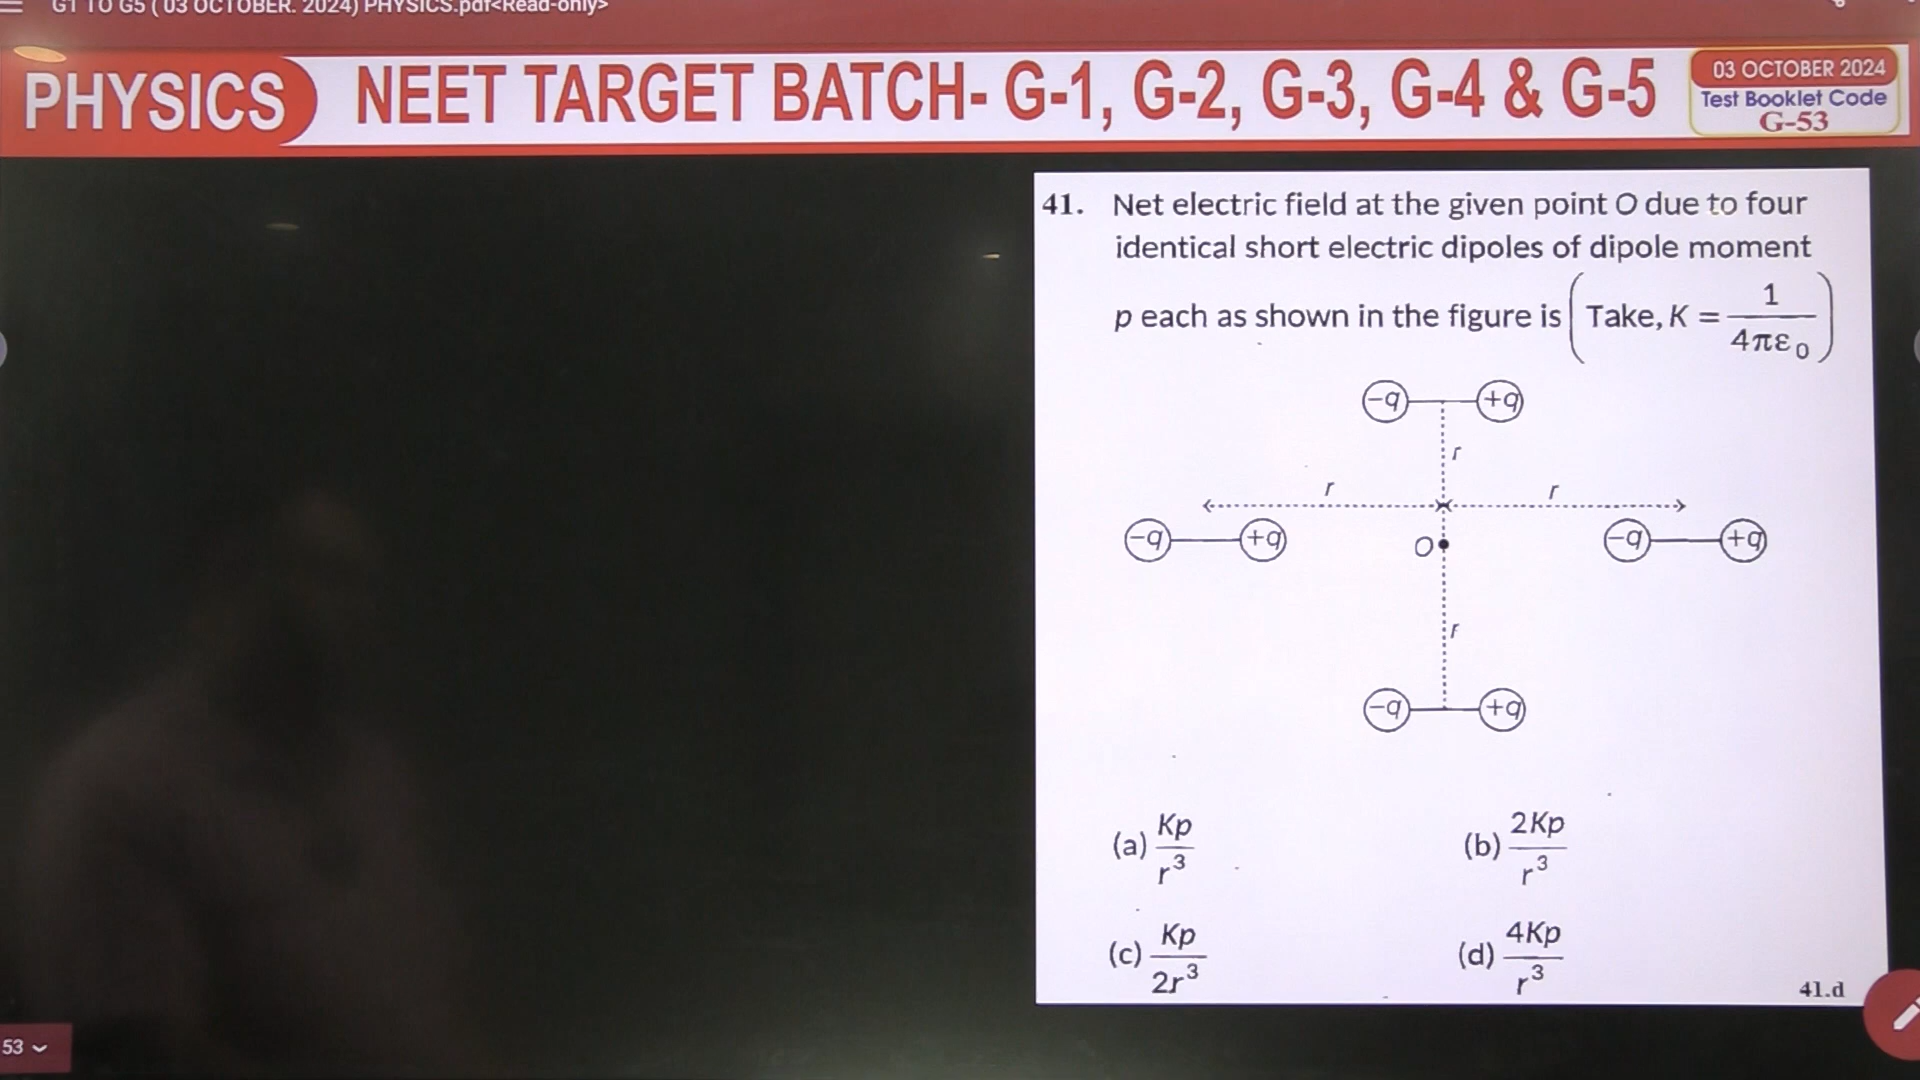 G1 TO G5 ( 03 OCTOBER. 2024) PHYSICS.pdf<Read-only>
PHYSICS
NEET TARGET BATCH- G-1, G-2, G-3, G-4 & G-5
03 OCTOBER 2024
Test Booklet Code
G-53
41. Net electric field at the given point O due to four
identical short electric dipoles of dipole moment
p each as shown in the figure is (Take, K = 1/4πε₀)
−q +q
r
r r
−q +q O −q +q
r
−q +q
(a) Kp/r³ (b) 2Kp/r³
(c) Kp/2r³ (d) 4Kp/r³
41.d
53